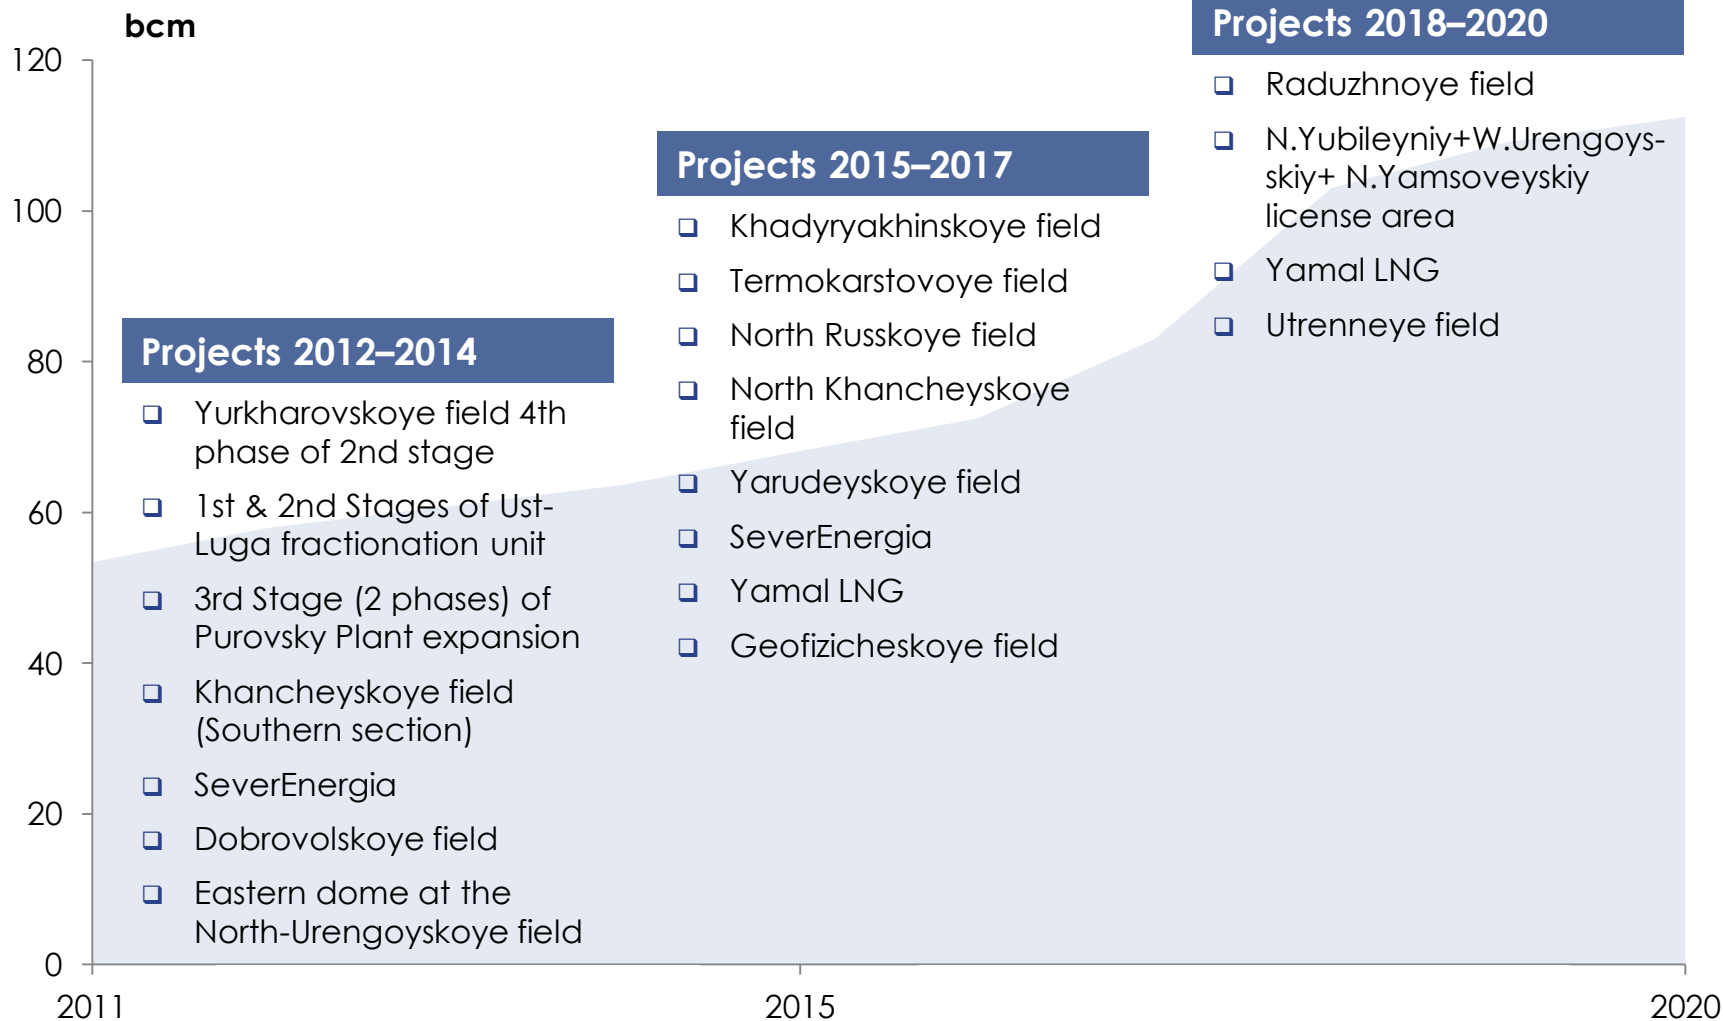 bcm
120
100
80
60
40
20
0
2011
2015
2020
Projects 2012–2014
Yurkharovskoye field 4th
phase of 2nd stage
1st & 2nd Stages of Ust-
Luga fractionation unit
3rd Stage (2 phases) of
Purovsky Plant expansion
Khancheyskoye field
(Southern section)
SeverEnergia
Dobrovolskoye field
Eastern dome at the
North-Urengoyskoye field
Projects 2015–2017
Khadyryakhinskoye field
Termokarstovoye field
North Russkoye field
North Khancheyskoye
field
Yarudeyskoye field
SeverEnergia
Yamal LNG
Geofizicheskoye field
Projects 2018–2020
Raduzhnoye field
N.Yubileyniy+W.Urengoys-
skiy+ N.Yamsoveyskiy
license area
Yamal LNG
Utrenneye field